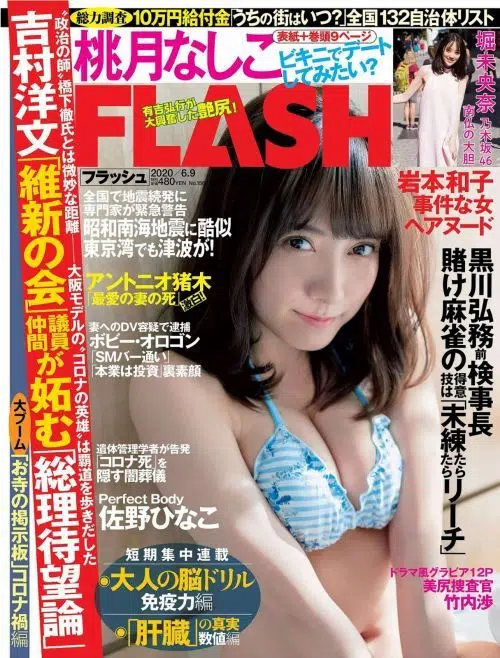 総力調査 10万円給付金「うちの街はいつ?」全国132自治体リスト
桃月なしこ
表紙+巻頭9ページ
ビキニでデート
してみたい?
堀未央奈
乃木坂46
南仏の大胆
有吉弘行が
大興奮した艶尻!
FLASH
フラッシュ
2020/6.9
480YEN
全国で地震続発に
専門家が緊急警告
昭和南海地震に酷似
東京湾でも津波が!
アントニオ猪木
「最愛の妻の死」激白
妻へのDV容疑で逮捕
ボビー・オロゴン
「SMバー通い」
「本業は投資」裏素顔
遺体管理学者が告発
「コロナ死」を
隠す闇葬儀
Perfect Body
佐野ひなこ
短期集中連載
●大人の脳ドリル
免疫力編
●「肝臓」の真実
数値編
岩本和子
事件な女
ヘアヌード
黒川弘務前検事長
賭け麻雀の得意技は「未練たらたらリーチ」
ドラマ風グラビア12P
美尻捜査官
竹内渉
“政治の師”橋下徹氏とは微妙な距離
吉村洋文「維新の会」議員仲間が妬む「総理待望論」
大阪モデルの“コロナの英雄”は覇道を歩きだした
大ブーム「お寺の掲示板」コロナ禍編